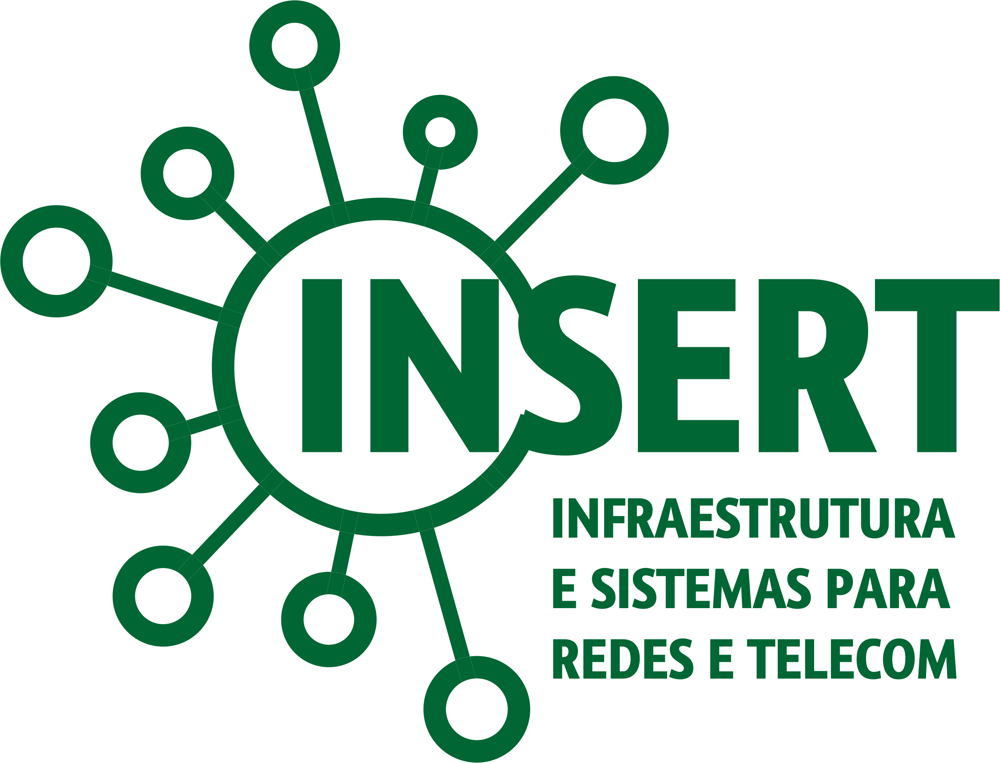 INSERT
INFRAESTRUTURA
E SISTEMAS PARA
REDES E TELECOM